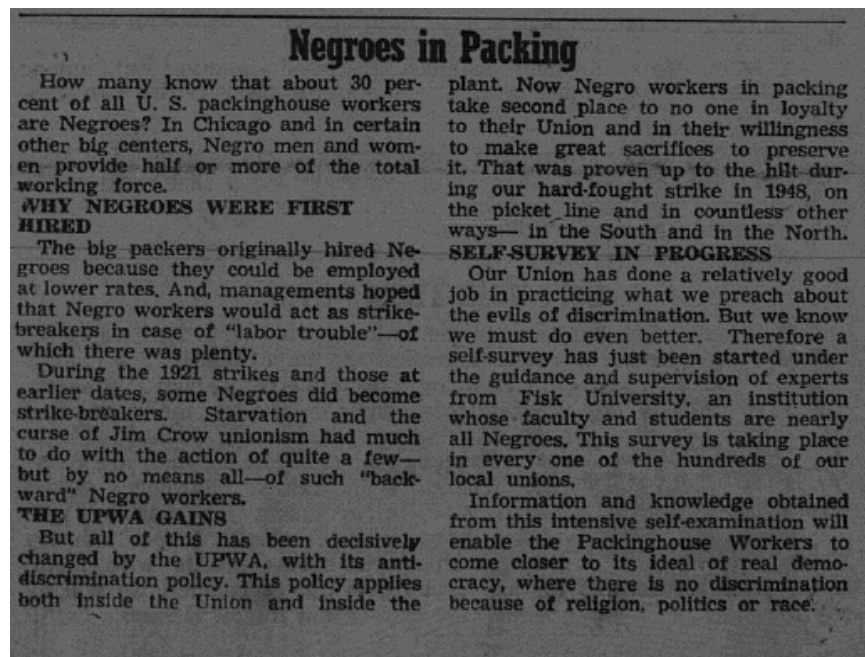 Negroes in Packing
How many know that about 30 per-
cent of all U. S. packinghouse workers
are Negroes? In Chicago and in certain
other big centers, Negro men and wom-
en provide half or more of the total
working force.
WHY NEGROES WERE FIRST
HIRED
The big packers originally hired Ne-
groes because they could be employed
at lower rates. And, managements hoped
that Negro workers would act as strike-
breakers in case of "labor trouble"—of
which there was plenty.
During the 1921 strikes and those at
earlier dates, some Negroes did become
strike-breakers. Starvation and the
curse of Jim Crow unionism had much
to do with the action of quite a few—
but by no means all—of such "back-
ward" Negro workers.
THE UPWA GAINS
But all of this has been decisively
changed by the UPWA, with its anti-
discrimination policy. This policy applies
both inside the Union and inside the
plant. Now Negro workers in packing
take second place to no one in loyalty
to their Union and in their willingness
to make great sacrifices to preserve
it. That was proven up to the hilt dur-
ing our hard-fought strike in 1948, on
the picket line and in countless other
ways— in the South and in the North.
SELF-SURVEY IN PROGRESS
Our Union has done a relatively good
job in practicing what we preach about
the evils of discrimination. But we know
we must do even better. Therefore a
self-survey has just been started under
the guidance and supervision of experts
from Fisk University, an institution
whose faculty and students are nearly
all Negroes. This survey is taking place
in every one of the hundreds of our
local unions.
Information and knowledge obtained
from this intensive self-examination will
enable the Packinghouse Workers to
come closer to its ideal of real demo-
cracy, where there is no discrimination
because of religion, politics or race.